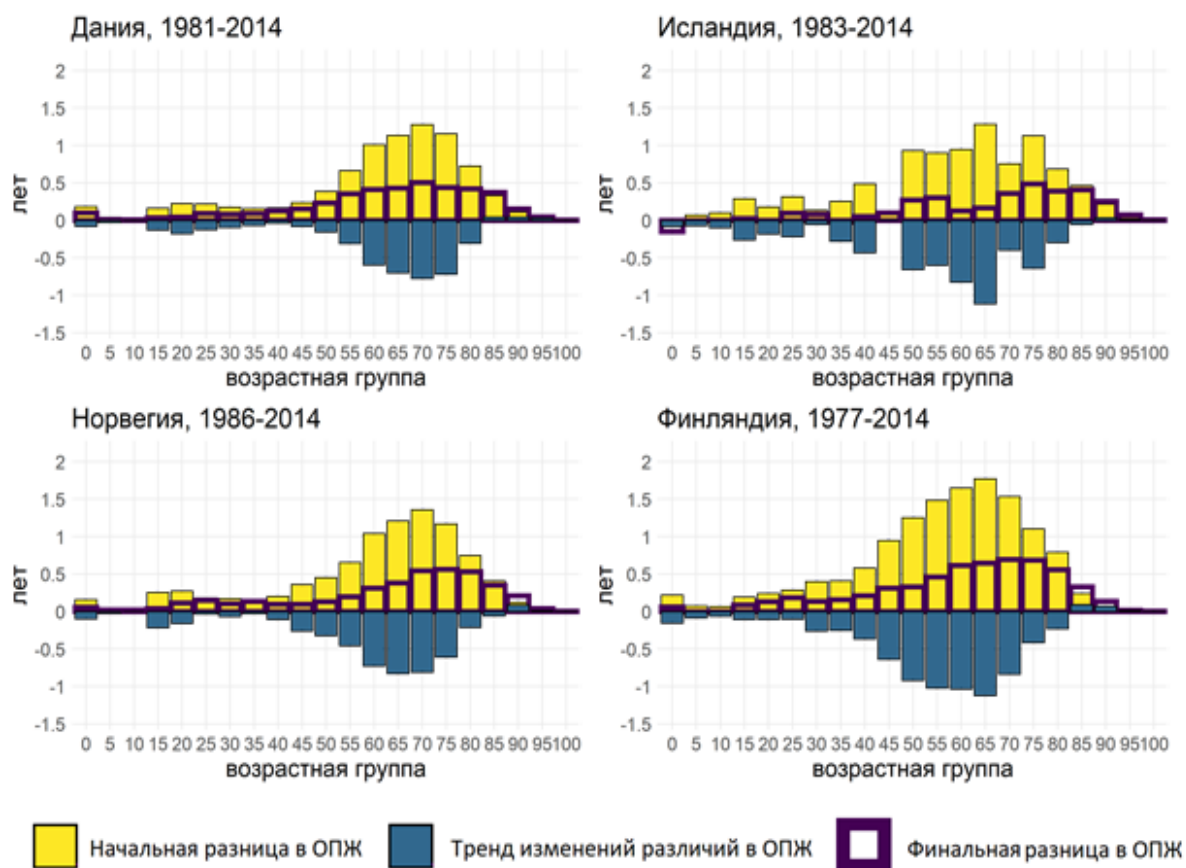 Дания, 1981-2014
лет
2
1.5
1
0.5
0
-0.5
-1
-1.5
0 5 10 15 20 25 30 35 40 45 50 55 60 65 70 75 80 85 90 95100
возрастная группа
Исландия, 1983-2014
лет
2
1.5
1
0.5
0
-0.5
-1
-1.5
0 5 10 15 20 25 30 35 40 45 50 55 60 65 70 75 80 85 90 95100
возрастная группа
Норвегия, 1986-2014
лет
2
1.5
1
0.5
0
-0.5
-1
-1.5
0 5 10 15 20 25 30 35 40 45 50 55 60 65 70 75 80 85 90 95100
возрастная группа
Финляндия, 1977-2014
лет
2
1.5
1
0.5
0
-0.5
-1
-1.5
0 5 10 15 20 25 30 35 40 45 50 55 60 65 70 75 80 85 90 95100
возрастная группа
Начальная разница в ОПЖ Тренд изменений различий в ОПЖ Финальная разница в ОПЖ